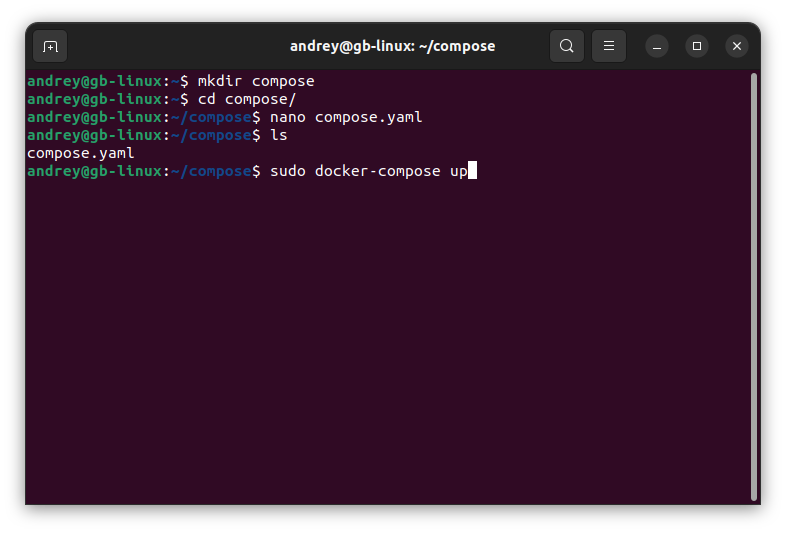 andrey@gb-linux: ~/compose
andrey@gb-linux:~$ mkdir compose
andrey@gb-linux:~$ cd compose/
andrey@gb-linux:~/compose$ nano compose.yaml
andrey@gb-linux:~/compose$ ls
compose.yaml
andrey@gb-linux:~/compose$ sudo docker-compose up